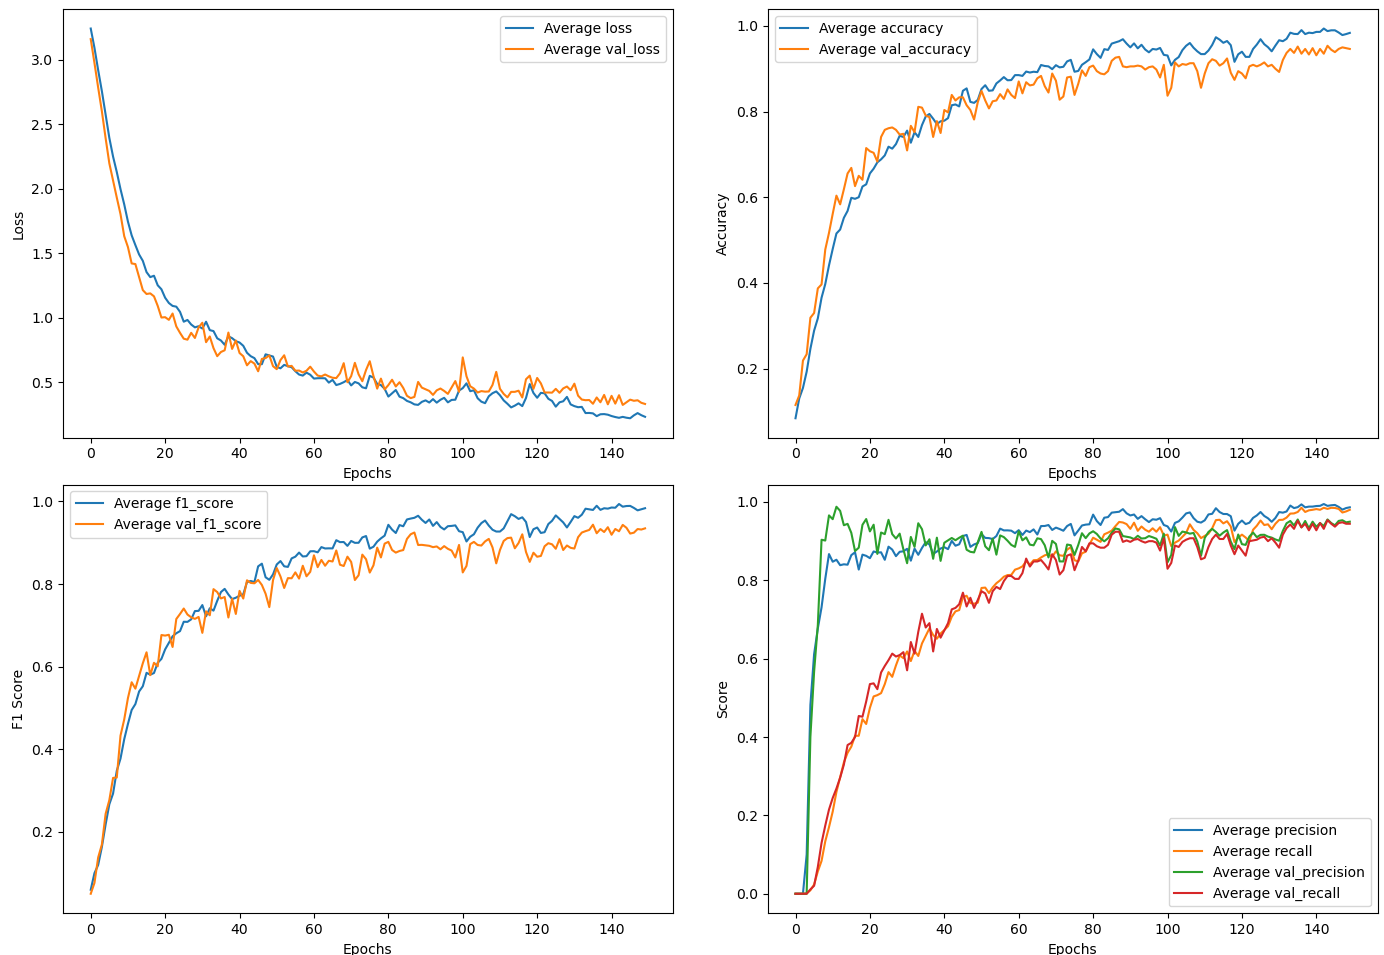 Average loss
Average val_loss
3.0
2.5
2.0
1.5
1.0
0.5
Loss
0 20 40 60 80 100 120 140
Epochs
Average accuracy
Average val_accuracy
1.0
0.8
0.6
0.4
0.2
Accuracy
0 20 40 60 80 100 120 140
Epochs
Average f1_score
Average val_f1_score
1.0
0.8
0.6
0.4
0.2
F1 Score
0 20 40 60 80 100 120 140
Epochs
1.0
0.8
0.6
0.4
0.2
0.0
Score
Average precision
Average recall
Average val_precision
Average val_recall
0 20 40 60 80 100 120 140
Epochs